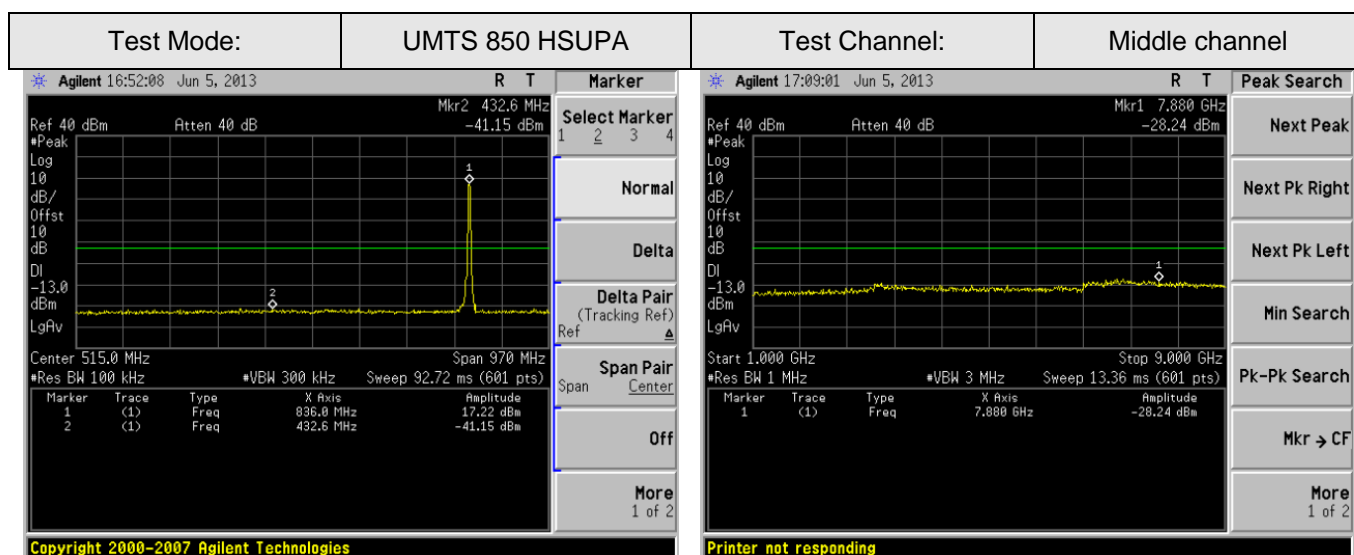 Test Mode: UMTS 850 HSUPA Test Channel: Middle channel
Agilent 16:52:08 Jun 5, 2013 R T Marker
Mkr2 432.6 MHz
Ref 40 dBm Atten 40 dB -41.15 dBm
#Peak
Log
10
dB/
Offst
10
dB
DI
-13.0
dBm
LgAv
1
2
Center 515.0 MHz Span 970 MHz
#Res BW 100 kHz #VBW 300 kHz Sweep 92.72 ms (601 pts)
Marker Trace Type X Axis Amplitude
1 (1) Freq 836.0 MHz 17.22 dBm
2 (1) Freq 432.6 MHz -41.15 dBm
Select Marker
1 2 3 4
Normal
Delta
Delta Pair
(Tracking Ref)
Ref Δ
Span Pair
Span Center
Off
More
1 of 2
Copyright 2000-2007 Agilent Technologies
Agilent 17:09:01 Jun 5, 2013 R T Peak Search
Mkr1 7.880 GHz
Ref 40 dBm Atten 40 dB -28.24 dBm
#Peak
Log
10
dB/
Offst
10
dB
DI
-13.0
dBm
LgAv
1
Start 1.000 GHz Stop 9.000 GHz
#Res BW 1 MHz #VBW 3 MHz Sweep 13.36 ms (601 pts)
Marker Trace Type X Axis Amplitude
1 (1) Freq 7.880 GHz -28.24 dBm
Next Peak
Next Pk Right
Next Pk Left
Min Search
Pk-Pk Search
Mkr → CF
More
1 of 2
Printer not responding